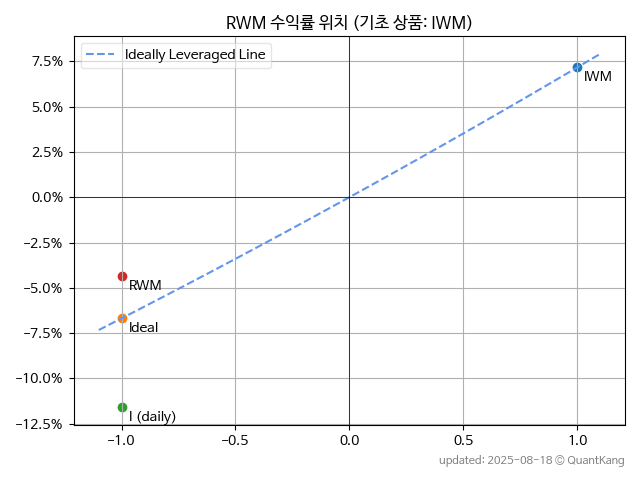 RWM 수익률 위치 (기초 상품: IWM)
Ideally Leveraged Line
7.5%
IWM
5.0%
2.5%
0.0%
-2.5%
RWM
-5.0%
Ideal
-7.5%
-10.0%
I (daily)
-12.5%
-1.0 -0.5 0.0 0.5 1.0
updated: 2025-08-18 © QuantKang